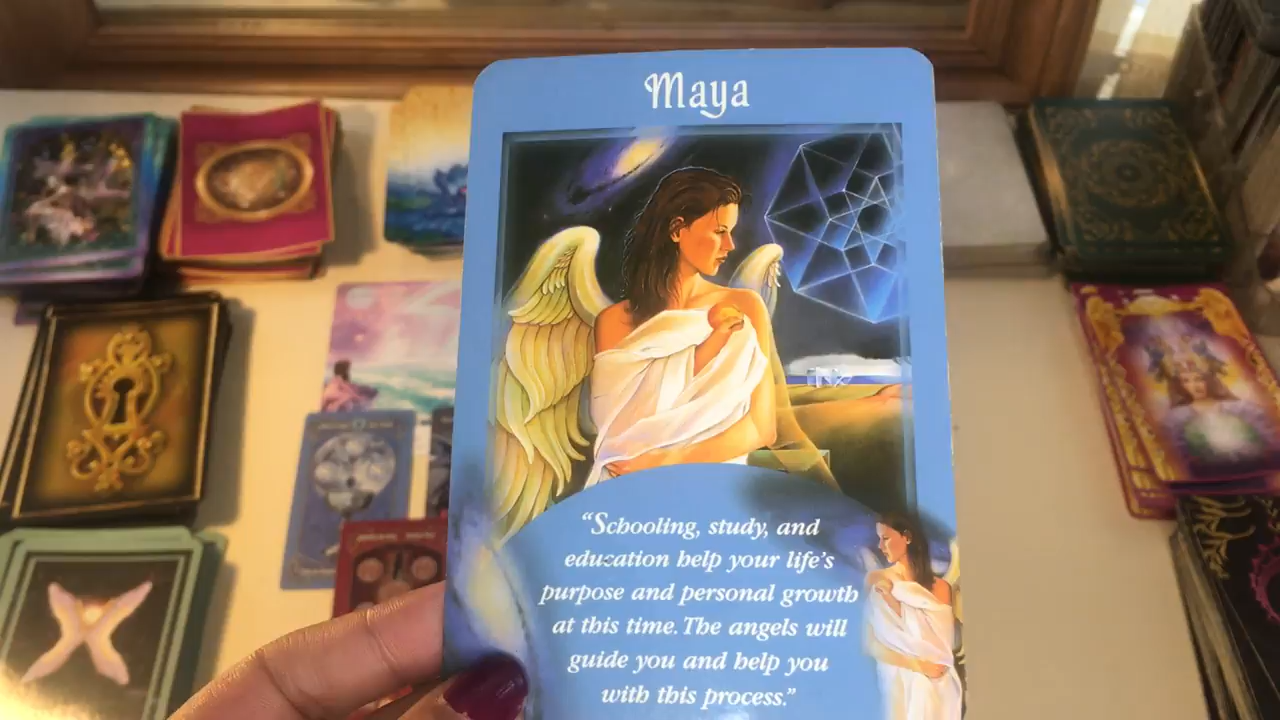 Maya
“Schooling, study, and
education help your life’s
purpose and personal growth
at this time. The angels will
guide you and help you
with this process.”